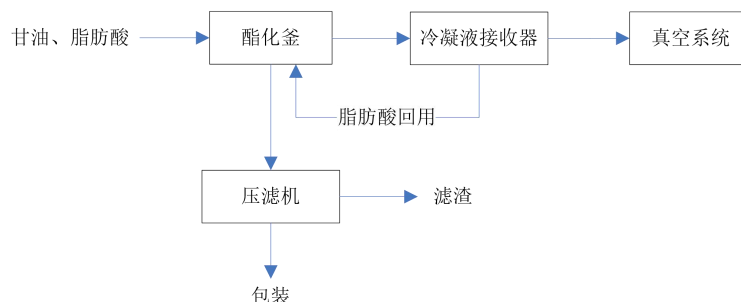 甘油、脂肪酸
酯化釜
冷凝液接收器
真空系统
脂肪酸回用
压滤机
滤渣
包装